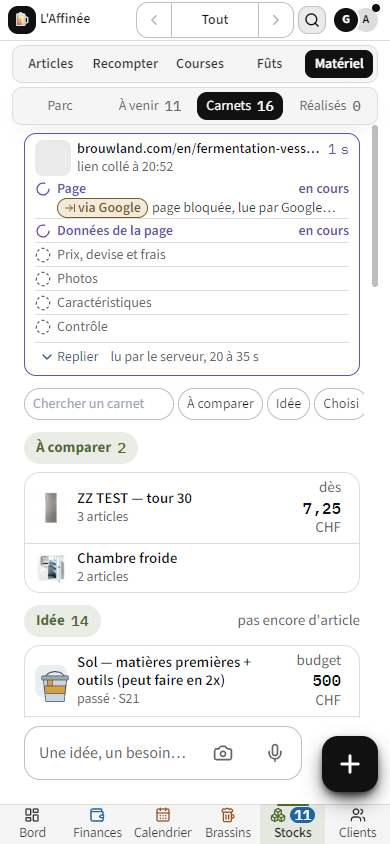 L'Affinée
Tout
G
A
Articles Recompter Courses Fûts Matériel
Parc À venir 11 Carnets 16 Réalisés 0
brouwland.com/en/fermentation-vess… 1 s
lien collé à 20:52
Page en cours
via Google page bloquée, lue par Google…
Données de la page en cours
Prix, devise et frais
Photos
Caractéristiques
Contrôle
Replier lu par le serveur, 20 à 35 s
Chercher un carnet À comparer Idée Choisi
À comparer 2
dès
ZZ TEST — tour 30
7,25
3 articles
CHF
Chambre froide
2 articles
Idée 14 pas encore d'article
Sol — matières premières + budget
outils (peut faire en 2x) 500
passé · S21 CHF
Une idée, un besoin…
11
Bord Finances Calendrier Brassins Stocks Clients